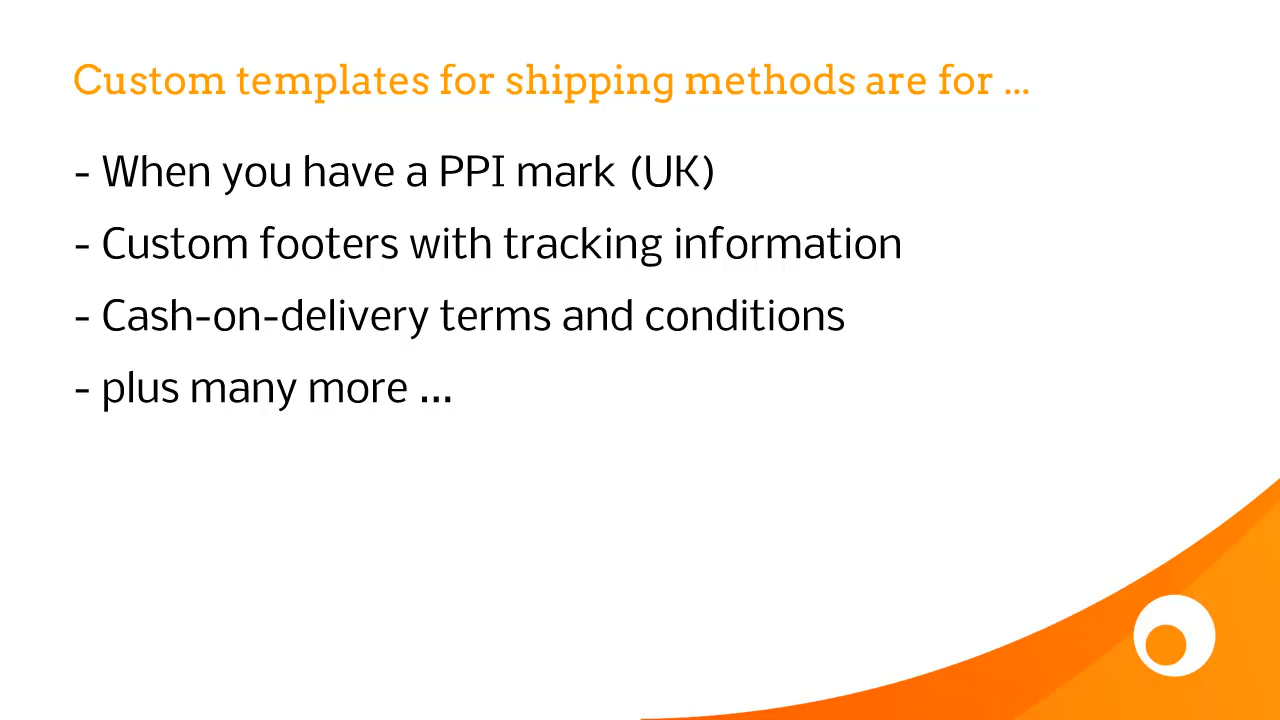 Custom templates for shipping methods are for ...
- When you have a PPI mark (UK)
- Custom footers with tracking information
- Cash-on-delivery terms and conditions
- plus many more ...